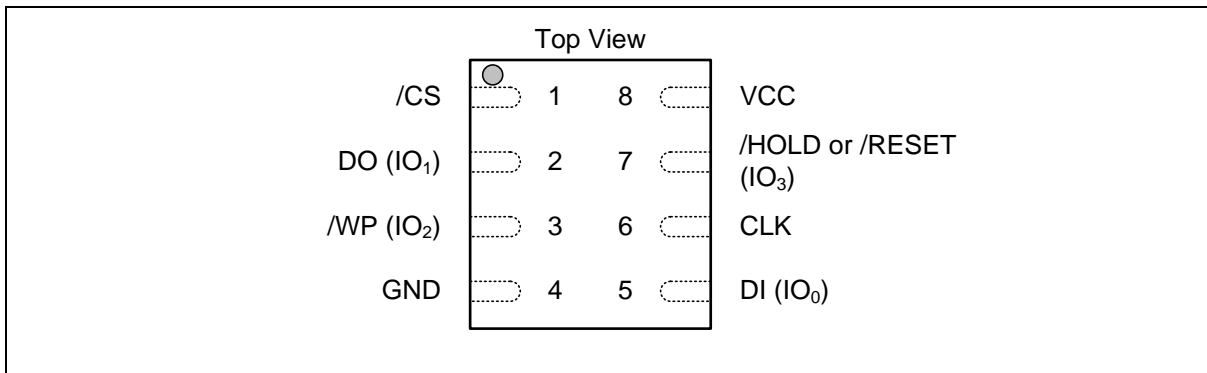 Top View
/CS 1 8 VCC
DO (IO₁) 2 7 /HOLD or /RESET
(IO₃)
/WP (IO₂) 3 6 CLK
GND 4 5 DI (IO₀)